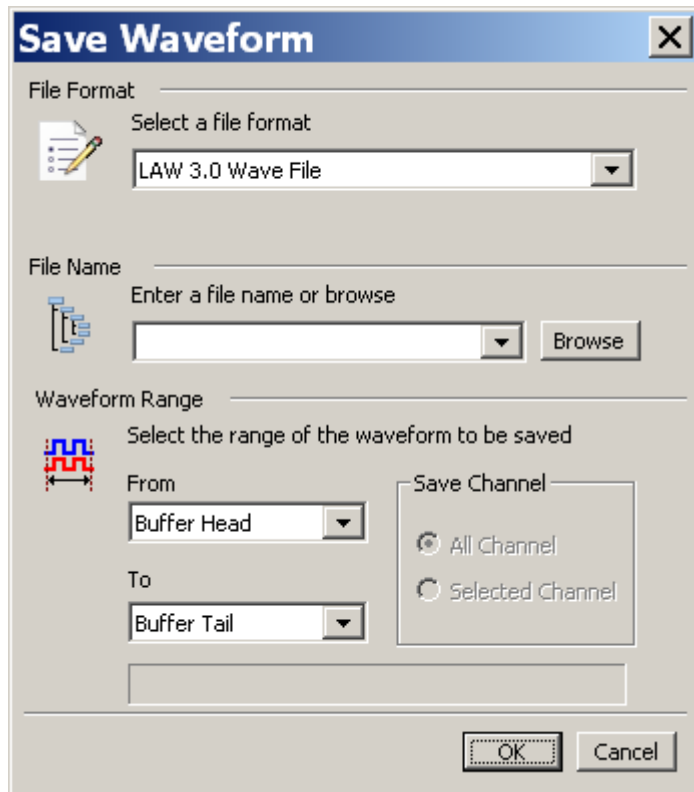 Save Waveform
File Format
Select a file format
LAW 3.0 Wave File
File Name
Enter a file name or browse
Browse
Waveform Range
Select the range of the waveform to be saved
From
Buffer Head
To
Buffer Tail
Save Channel
All Channel
Selected Channel
OK
Cancel